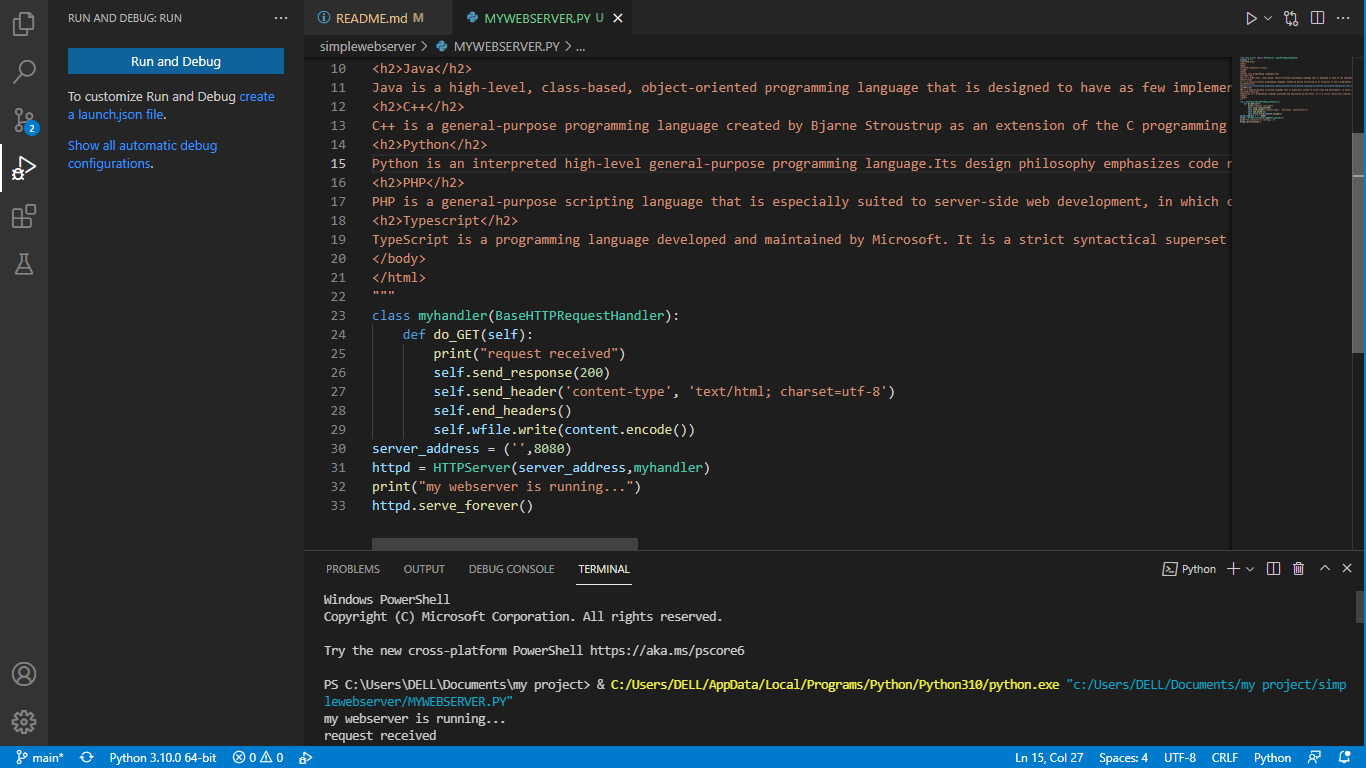 RUN AND DEBUG: RUN
Run and Debug
To customize Run and Debug create
a launch.json file.
Show all automatic debug
configurations.
2
README.md M
MYWEBSERVER.PY U
simplewebserver > MYWEBSERVER.PY > ...
10 <h2>Java</h2>
11 Java is a high-level, class-based, object-oriented programming language that is designed to have as few implemen
12 <h2>C++</h2>
13 C++ is a general-purpose programming language created by Bjarne Stroustrup as an extension of the C programming
14 <h2>Python</h2>
15 Python is an interpreted high-level general-purpose programming language.Its design philosophy emphasizes code r
16 <h2>PHP</h2>
17 PHP is a general-purpose scripting language that is especially suited to server-side web development, in which c
18 <h2>Typescript</h2>
19 TypeScript is a programming language developed and maintained by Microsoft. It is a strict syntactical superset
20 </body>
21 </html>
22 """
23 class myhandler(BaseHTTPRequestHandler):
24 def do_GET(self):
25 print("request received")
26 self.send_response(200)
27 self.send_header('content-type', 'text/html; charset=utf-8')
28 self.end_headers()
29 self.wfile.write(content.encode())
30 server_address = ('',8080)
31 httpd = HTTPServer(server_address,myhandler)
32 print("my webserver is running...")
33 httpd.serve_forever()
PROBLEMS OUTPUT DEBUG CONSOLE TERMINAL
Python
Windows PowerShell
Copyright (C) Microsoft Corporation. All rights reserved.
Try the new cross-platform PowerShell https://aka.ms/pscore6
PS C:\Users\DELL\Documents\my project> & C:/Users/DELL/AppData/Local/Programs/Python/Python310/python.exe "c:/Users/DELL/Documents/my project/simp
lewebserver/MYWEBSERVER.PY"
my webserver is running...
request received
main* Python 3.10.0 64-bit 0 0 Ln 15, Col 27 Spaces: 4 UTF-8 CRLF Python